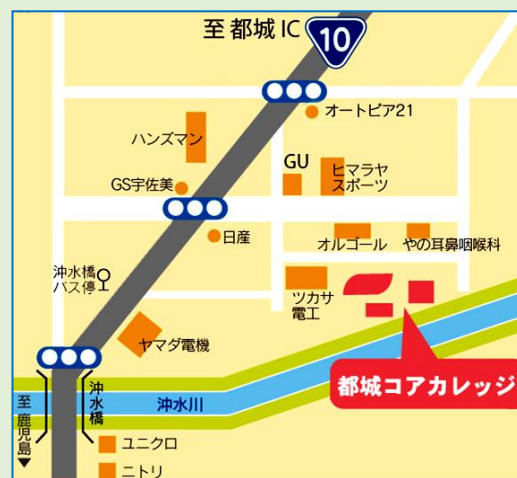 至 都城 IC
10
オートピア21
ハンズマン
GU
ヒマラヤ
スポーツ
GS宇佐美
日産
オルゴール
やの耳鼻咽喉科
沖水橋
バス停
ツカサ
電工
ヤマダ電機
都城コアカレッジ
沖水橋
沖水川
至 鹿児島▼
ユニクロ
ニトリ